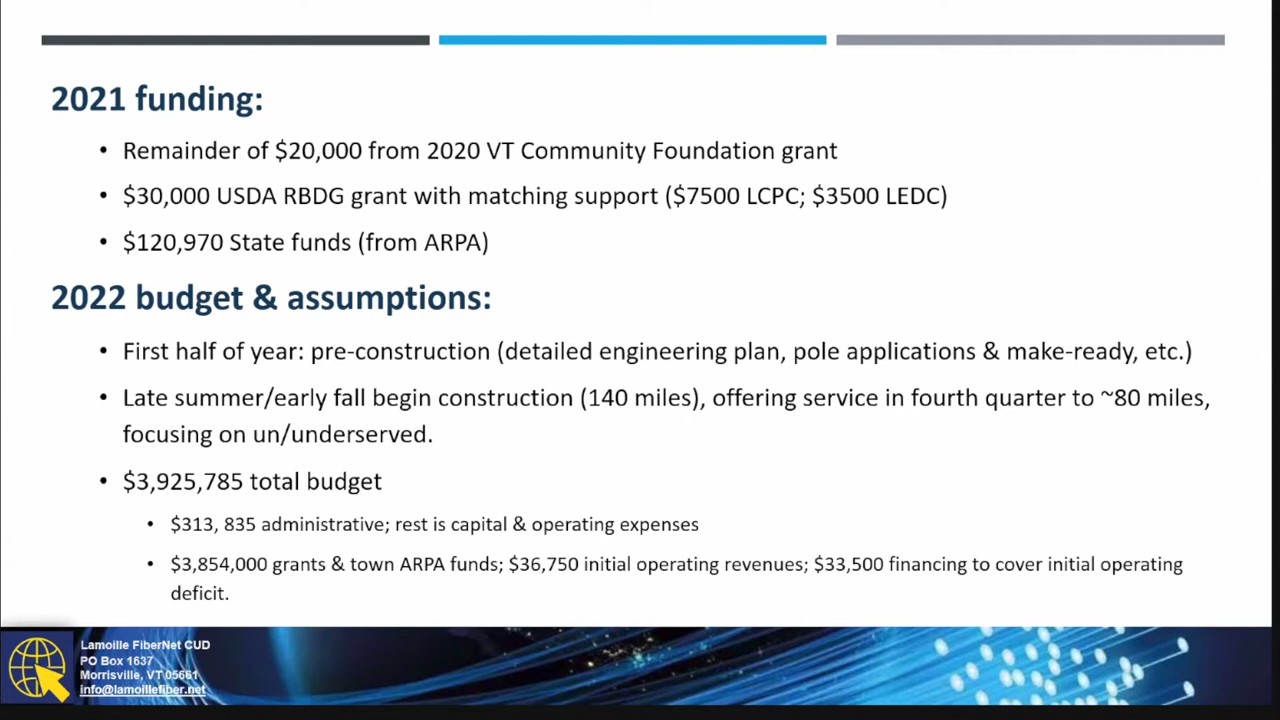 2021 funding:
• Remainder of $20,000 from 2020 VT Community Foundation grant
• $30,000 USDA RBDG grant with matching support ($7500 LCPC; $3500 LEDC)
• $120,970 State funds (from ARPA)
2022 budget & assumptions:
• First half of year: pre-construction (detailed engineering plan, pole applications & make-ready, etc.)
• Late summer/early fall begin construction (140 miles), offering service in fourth quarter to ~80 miles,
focusing on un/underserved.
• $3,925,785 total budget
• $313, 835 administrative; rest is capital & operating expenses
• $3,854,000 grants & town ARPA funds; $36,750 initial operating revenues; $33,500 financing to cover initial operating
deficit.
Lamoille FiberNet CUD
PO Box 1637
Morrisville, VT 05661
info@lamoillefiber.net